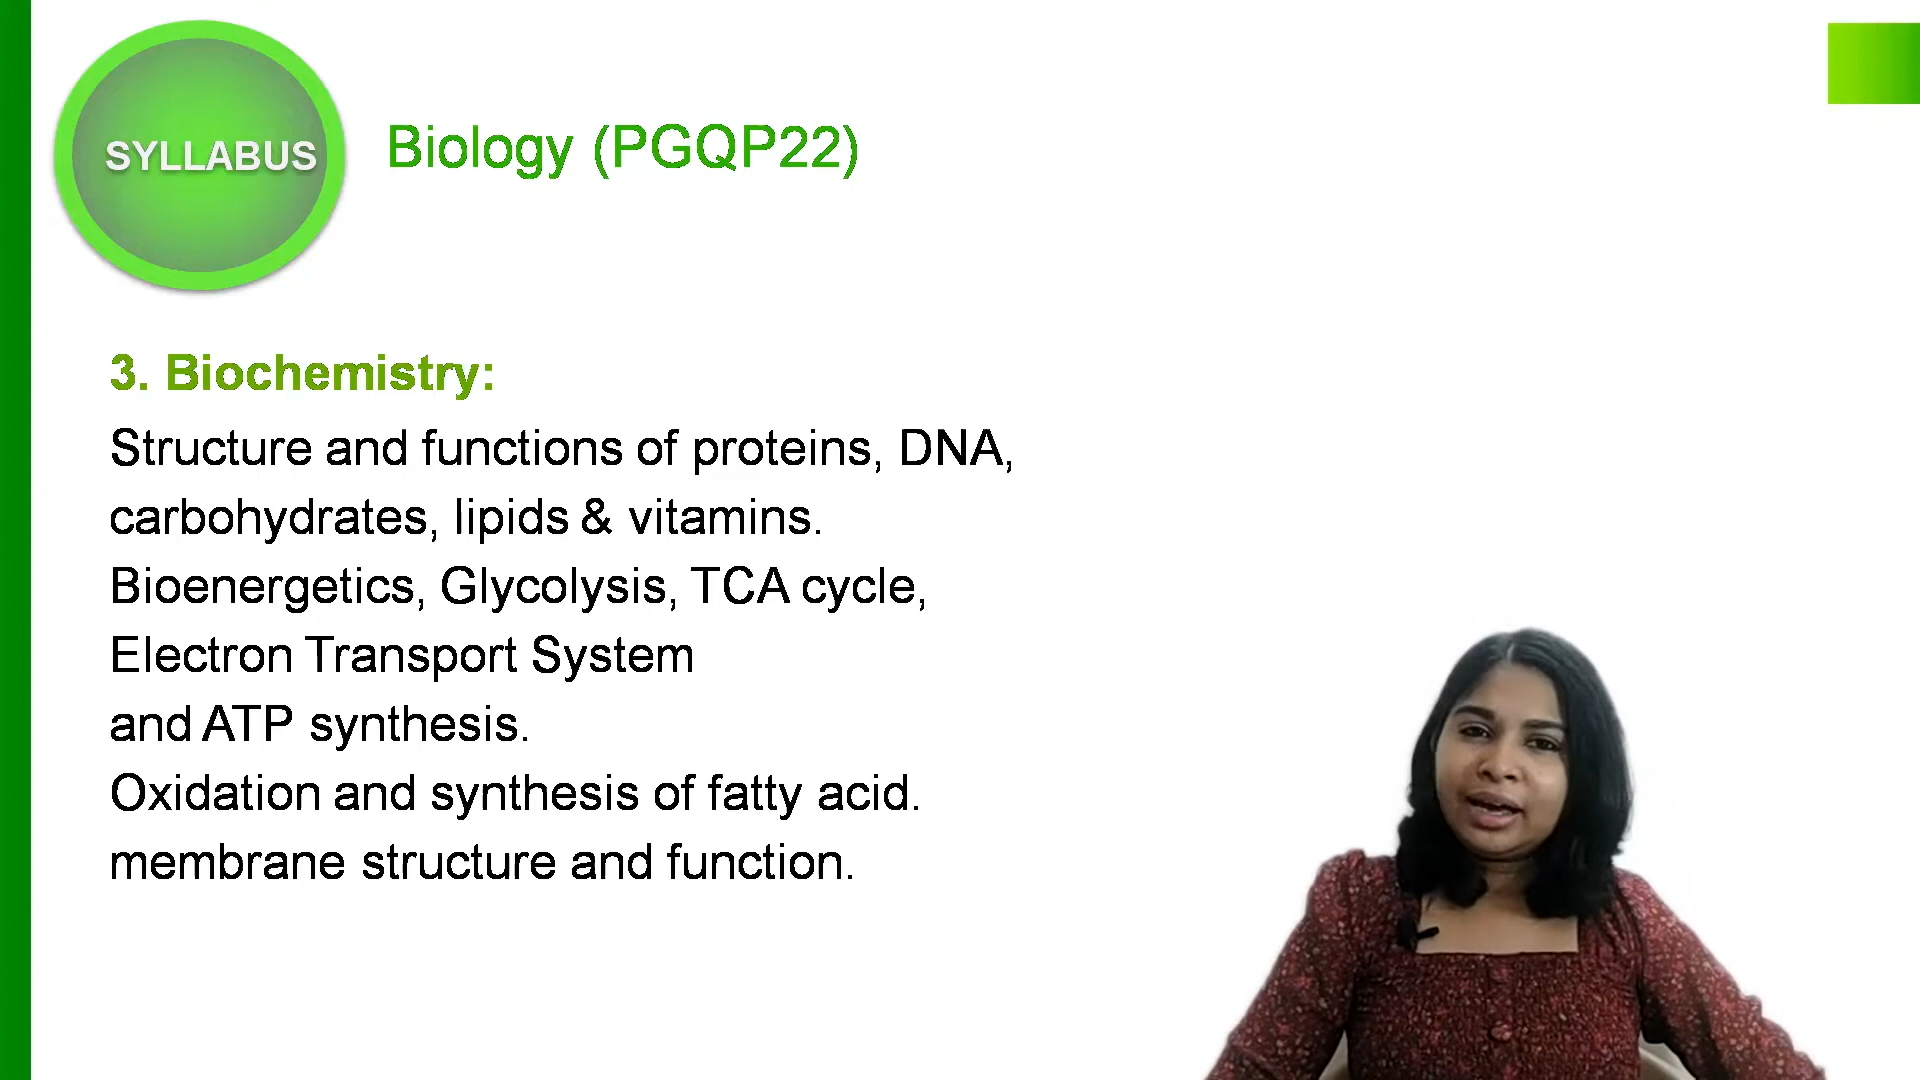 SYLLABUS
Biology (PGQP22)
3. Biochemistry:
Structure and functions of proteins, DNA,
carbohydrates, lipids & vitamins.
Bioenergetics, Glycolysis, TCA cycle,
Electron Transport System
and ATP synthesis.
Oxidation and synthesis of fatty acid.
membrane structure and function.